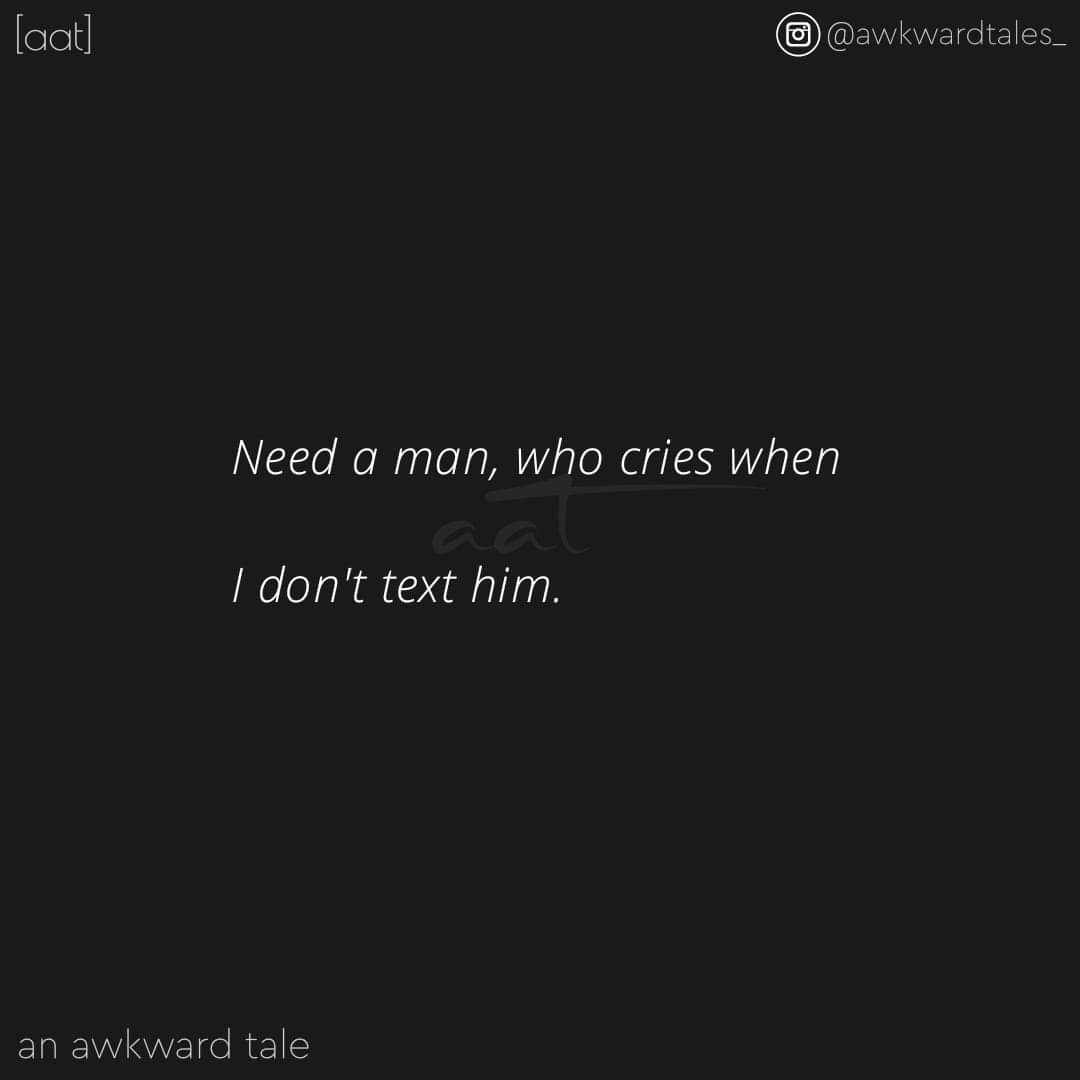 [aat]
@awkwardtales_
Need a man, who cries when
aat
I don't text him.
an awkward tale